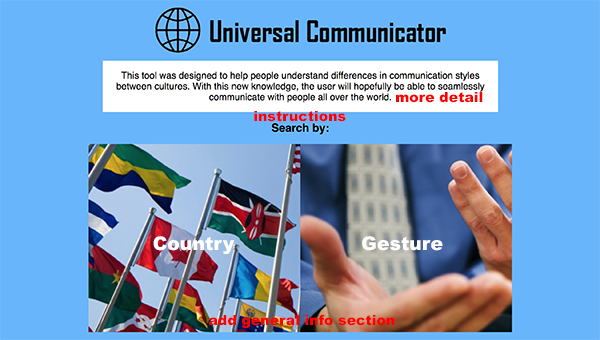 Universal Communicator
This tool was designed to help people understand differences in communication styles
between cultures. With this new knowledge, the user will hopefully be able to seamlessly
communicate with people all over the world. more detail
instructions
Search by:
Country
Gesture
add general info section